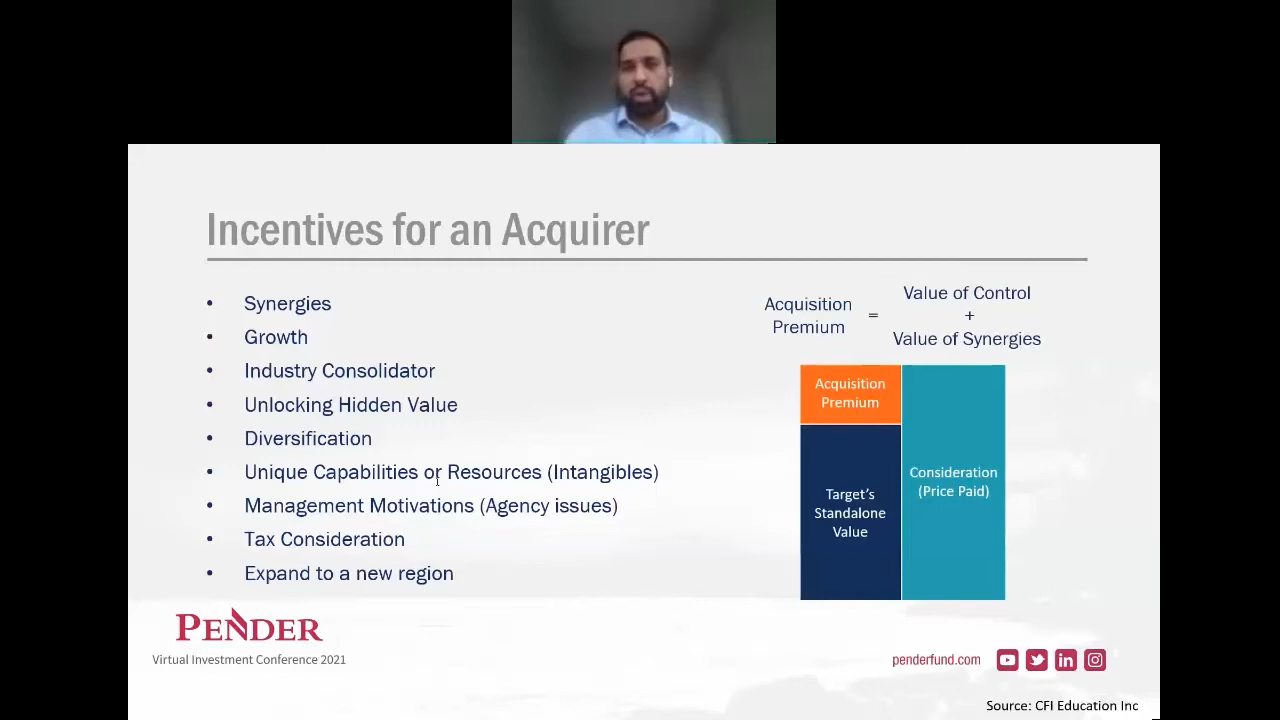 Incentives for an Acquirer
• Synergies
• Growth
• Industry Consolidator
• Unlocking Hidden Value
• Diversification
• Unique Capabilities or Resources (Intangibles)
• Management Motivations (Agency issues)
• Tax Consideration
• Expand to a new region
Acquisition
Premium
=
Value of Control
+
Value of Synergies
Acquisition
Premium
Target's
Standalone
Value
Consideration
(Price Paid)
PENDER
Virtual Investment Conference 2021
penderfund.com
Source: CFI Education Inc